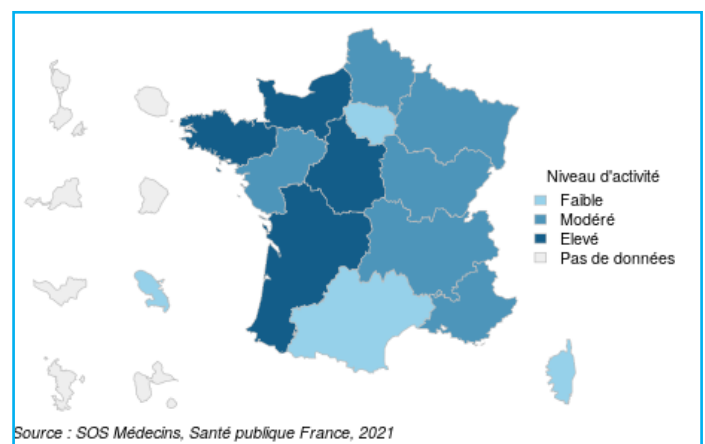 Niveau d'activité
Faible
Modéré
Elevé
Pas de données
Source : SOS Médecins, Santé publique France, 2021